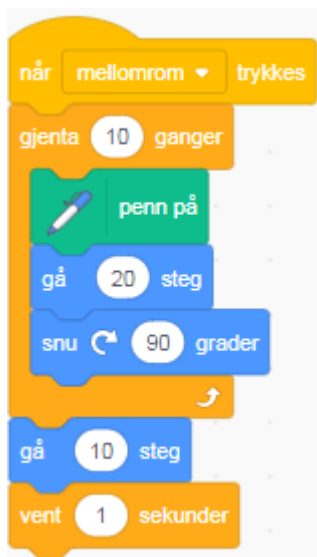 når mellomrom trykkes
gjenta 10 ganger
penn på
gå 20 steg
snu 90 grader
gå 10 steg
vent 1 sekunder